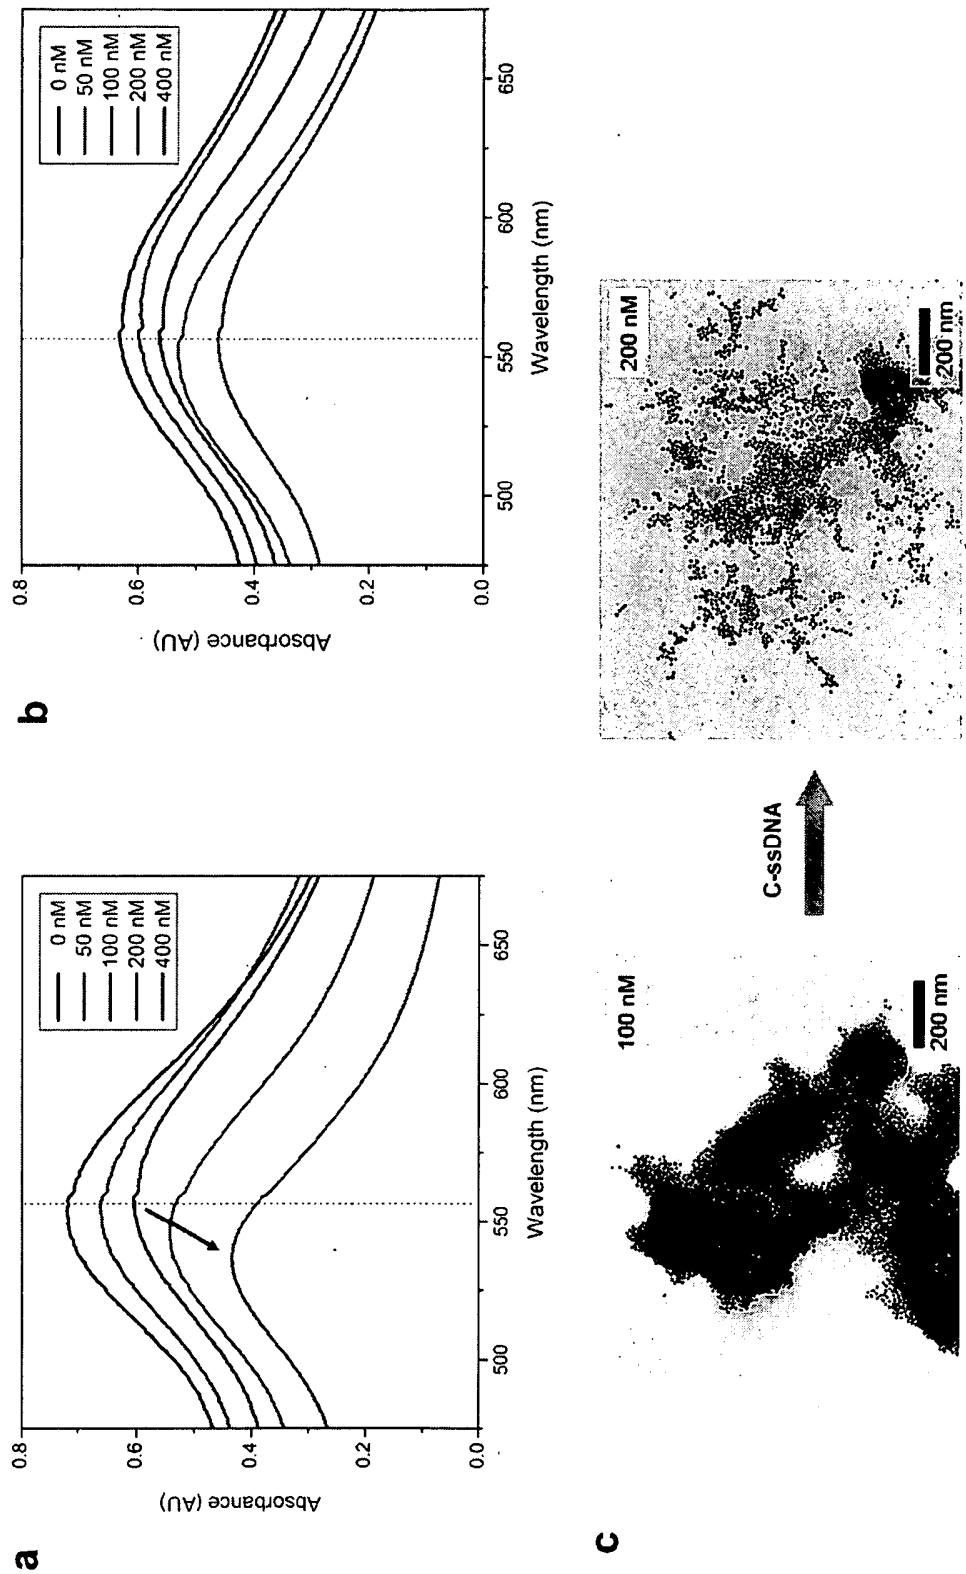 a
0.8
0.6
0.4
0.2
0.0
Absorbance (AU)
500
550
600
650
Wavelength (nm)
0 nM
50 nM
100 nM
200 nM
400 nM
b
0.8
0.6
0.4
0.2
0.0
Absorbance (AU)
500
550
600
650
Wavelength (nm)
0 nM
50 nM
100 nM
200 nM
400 nM
c
100 nM
200 nm
C-ssDNA
200 nM
200 nm